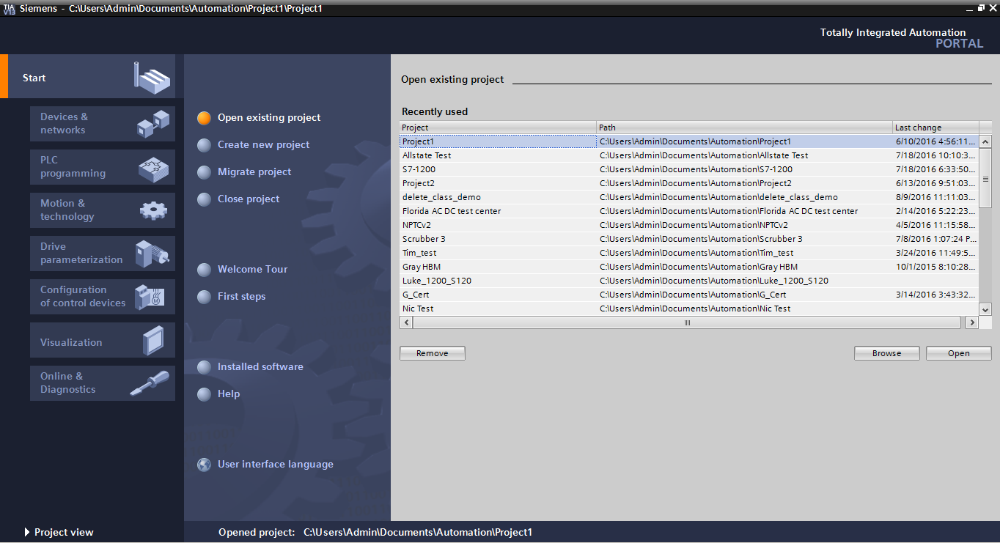 TIA V13 Siemens - C:\Users\Admin\Documents\Automation\Project1\Project1
Totally Integrated Automation
PORTAL
Start
Devices &
networks
PLC
programming
Motion &
technology
Drive
parameterization
Configuration
of control devices
Visualization
Online &
Diagnostics
Open existing project
Create new project
Migrate project
Close project
Welcome Tour
First steps
Installed software
Help
User interface language
Open existing project
Recently used
Project Path Last change
Project1 C:\Users\Admin\Documents\Automation\Project1 6/10/2016 4:56:11...
Allstate Test C:\Users\Admin\Documents\Automation\Allstate Test 7/18/2016 10:10:3...
S7-1200 C:\Users\Admin\Documents\Automation\S7-1200 7/18/2016 6:33:50...
Project2 C:\Users\Admin\Documents\Automation\Project2 6/13/2016 9:51:03...
delete_class_demo C:\Users\Admin\Documents\Automation\delete_class_demo 8/9/2016 11:11:03...
Florida AC DC test center C:\Users\Admin\Documents\Automation\Florida AC DC test center 2/14/2016 5:22:23...
NPTCv2 C:\Users\Admin\Documents\Automation\NPTCv2 4/5/2016 11:15:58...
Scrubber 3 C:\Users\Admin\Documents\Automation\Scrubber 3 7/8/2016 1:07:24 P...
Tim_test C:\Users\Admin\Documents\Automation\Tim_test 3/24/2016 11:49:5...
Gray HBM C:\Users\Admin\Documents\Automation\Gray HBM 10/1/2015 8:10:28...
Luke_1200_S120 C:\Users\Admin\Documents\Automation\Luke_1200_S120
G_Cert C:\Users\Admin\Documents\Automation\G_Cert 3/14/2016 3:43:32...
Nic Test C:\Users\Admin\Documents\Automation\Nic Test
Remove Browse Open
Project view
Opened project: C:\Users\Admin\Documents\Automation\Project1